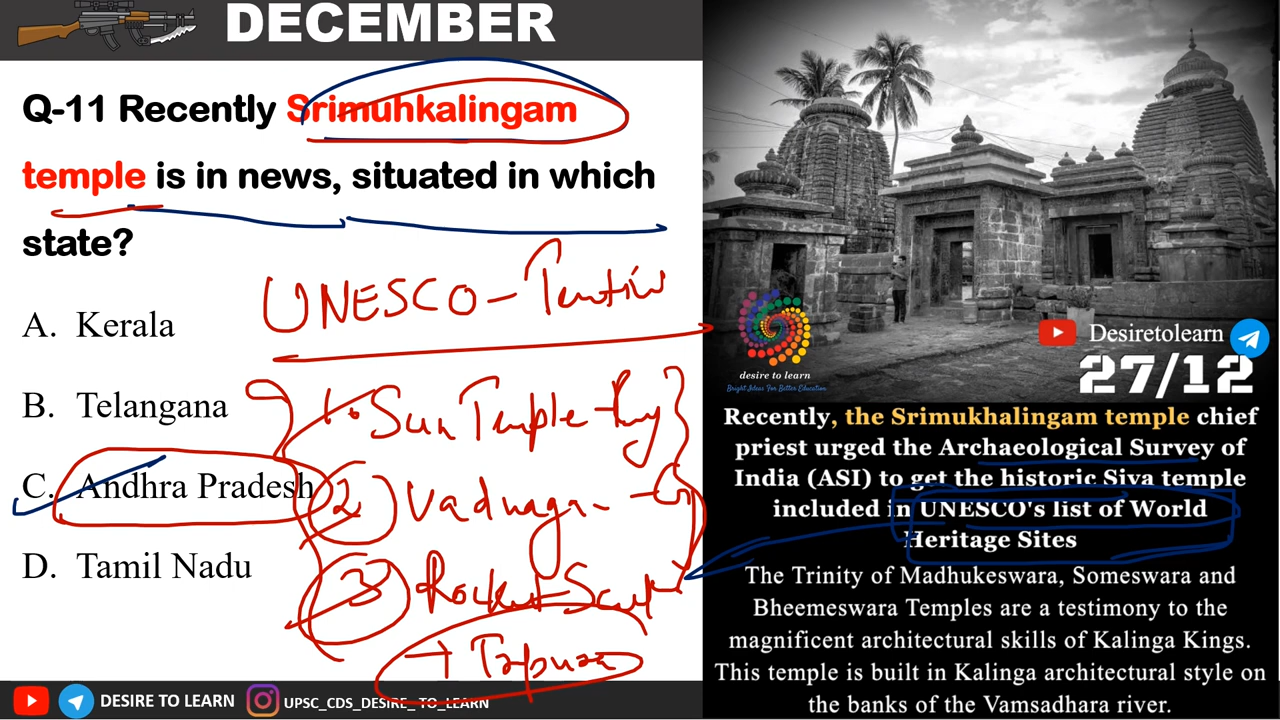 DECEMBER
Q-11 Recently Srimuhkalingam
temple is in news, situated in which
state?
A. Kerala
B. Telangana
C. Andhra Pradesh
D. Tamil Nadu
UNESCO-
1. Sun Temple-
2)
3)
+
DESIRE TO LEARN
UPSC_CDS_DESIRE_ TO_LEARN
desire to learn
Bright Ideas For Better Education
Desiretolearn
27/12
Recently, the Srimukhalingam temple chief
priest urged the Archaeological Survey of
India (ASI) to get the historic Siva temple
included in UNESCO's list of World
Heritage Sites
The Trinity of Madhukeswara, Someswara and
Bheemeswara Temples are a testimony to the
magnificent architectural skills of Kalinga Kings.
This temple is built in Kalinga architectural style on
the banks of the Vamsadhara river.